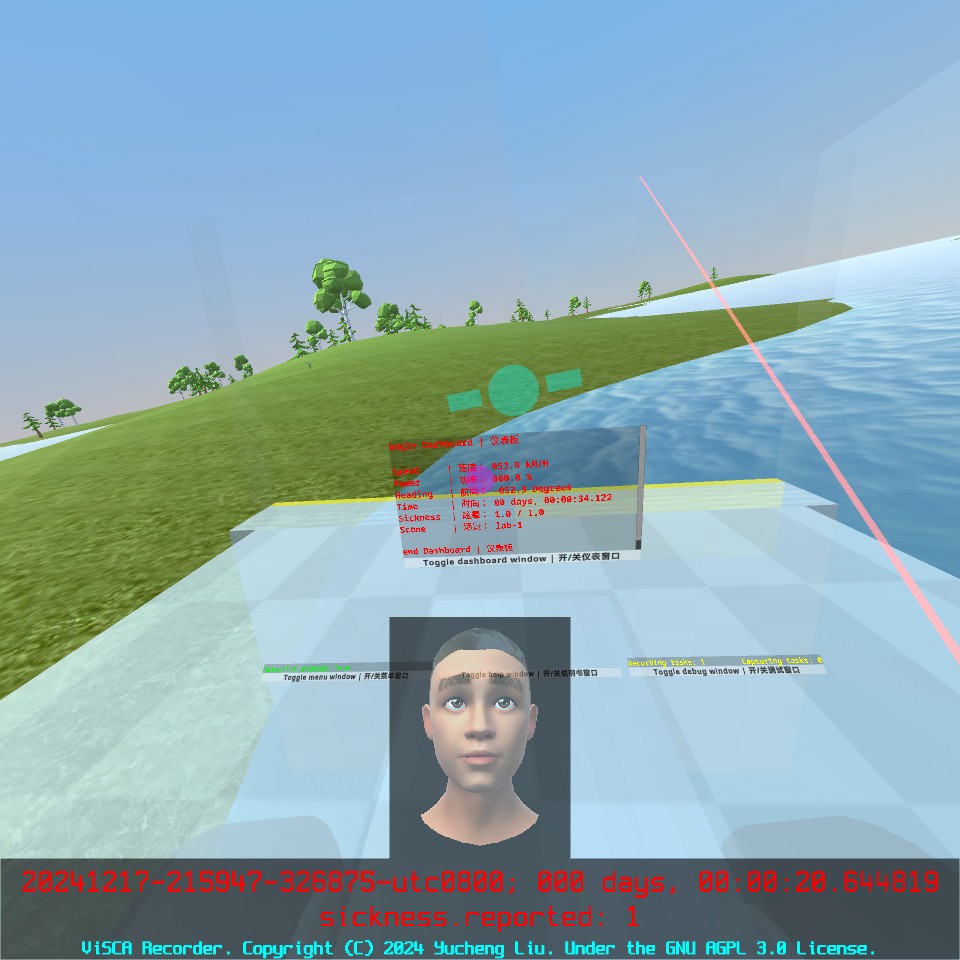 Dashboard | 仪表板
Speed | 速度: 053.9 kM/H
Power | 功率: 000.0 %
Heading | 航向: -052.9 Degrees
Time | 时间: 00 days, 00:00:34.122
Sickness | 眩晕: 1.0 / 1.0
Scene | 场景: lab-1
end Dashboard | 仪表板
Toggle dashboard window | 开/关仪表窗口
Recording tasks: 1 Capturing tasks: 0
Toggle menu window | 开/关菜单窗口
Toggle help window | 开/关说明书窗口
Toggle debug window | 开/关调试窗口
20241217-215947-326875-utc0800; 000 days, 00:00:20.644819
sickness.reported: 1
ViSCA Recorder. Copyright (C) 2024 Yucheng Liu. Under the GNU AGPL 3.0 License.